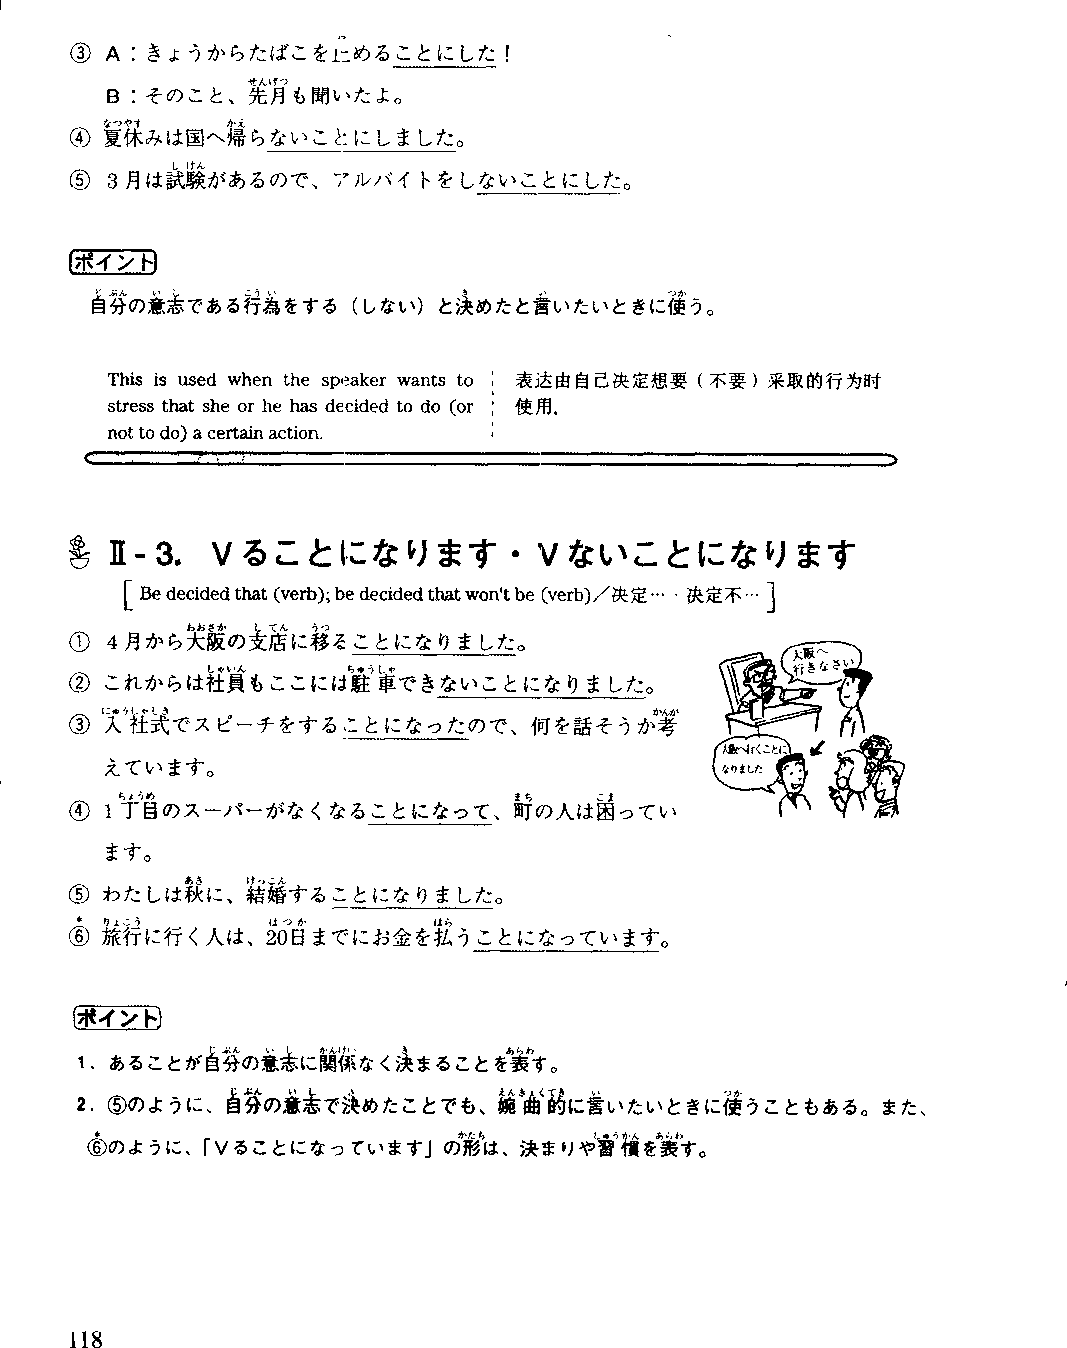 ③ A：きょうからたばこを止めることにした！
B：そのこと、先月も聞いたよ。
④ 夏休みは国へ帰らないことにしました。
⑤ 3月は試験があるので、アルバイトをしないことにした。
ポイント
自分の意志である行為をする（しない）と決めたと言いたいときに使う。
This is used when the speaker wants to
stress that she or he has decided to do (or
not to do) a certain action.
表达由自己决定想要（不要）采取的行为时
使用.
Ⅱ-3. Vることになります・Vないことになります
[Be decided that (verb); be decided that won't be (verb)／决定…・决定不…]
① 4月から大阪の支店に移ることになりました。
② これからは社員もここには駐車できないことになりました。
③ 入社式でスピーチをすることになったので、何を話そうか考
えています。
④ 1丁目のスーパーがなくなることになって、町の人は困ってい
ます。
⑤ わたしは秋に、結婚することになりました。
*⑥ 旅行に行く人は、20日までにお金を払うことになっています。
大阪へ
行きなさい
大阪へ行くことに
なりました
ポイント
1. あることが自分の意志に関係なく決まることを表す。
2. ⑤のように、自分の意志で決めたことでも、婉曲的に言いたいときに使うこともある。また、
*⑥のように、「Vることになっています」の形は、決まりや習慣を表す。
118